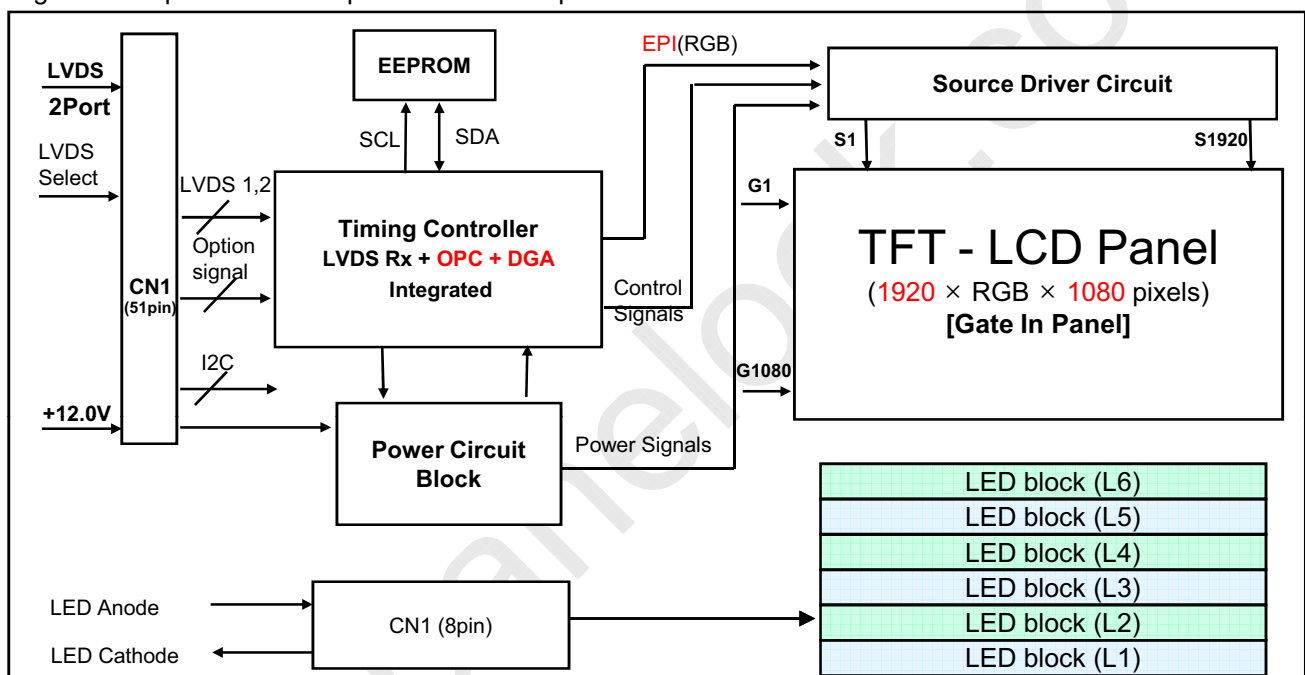 LVDS
2Port
LVDS
Select
+12.0V
CN1
(51pin)
LVDS 1,2
Option
signal
I2C
EEPROM
SCL
SDA
Timing Controller
LVDS Rx + OPC + DGA
Integrated
Power Circuit
Block
EPI(RGB)
Control
Signals
Power Signals
Source Driver Circuit
S1
S1920
G1
G1080
TFT - LCD Panel
(1920 × RGB × 1080 pixels)
[Gate In Panel]
LED block (L6)
LED block (L5)
LED block (L4)
LED block (L3)
LED block (L2)
LED block (L1)
LED Anode
LED Cathode
CN1 (8pin)